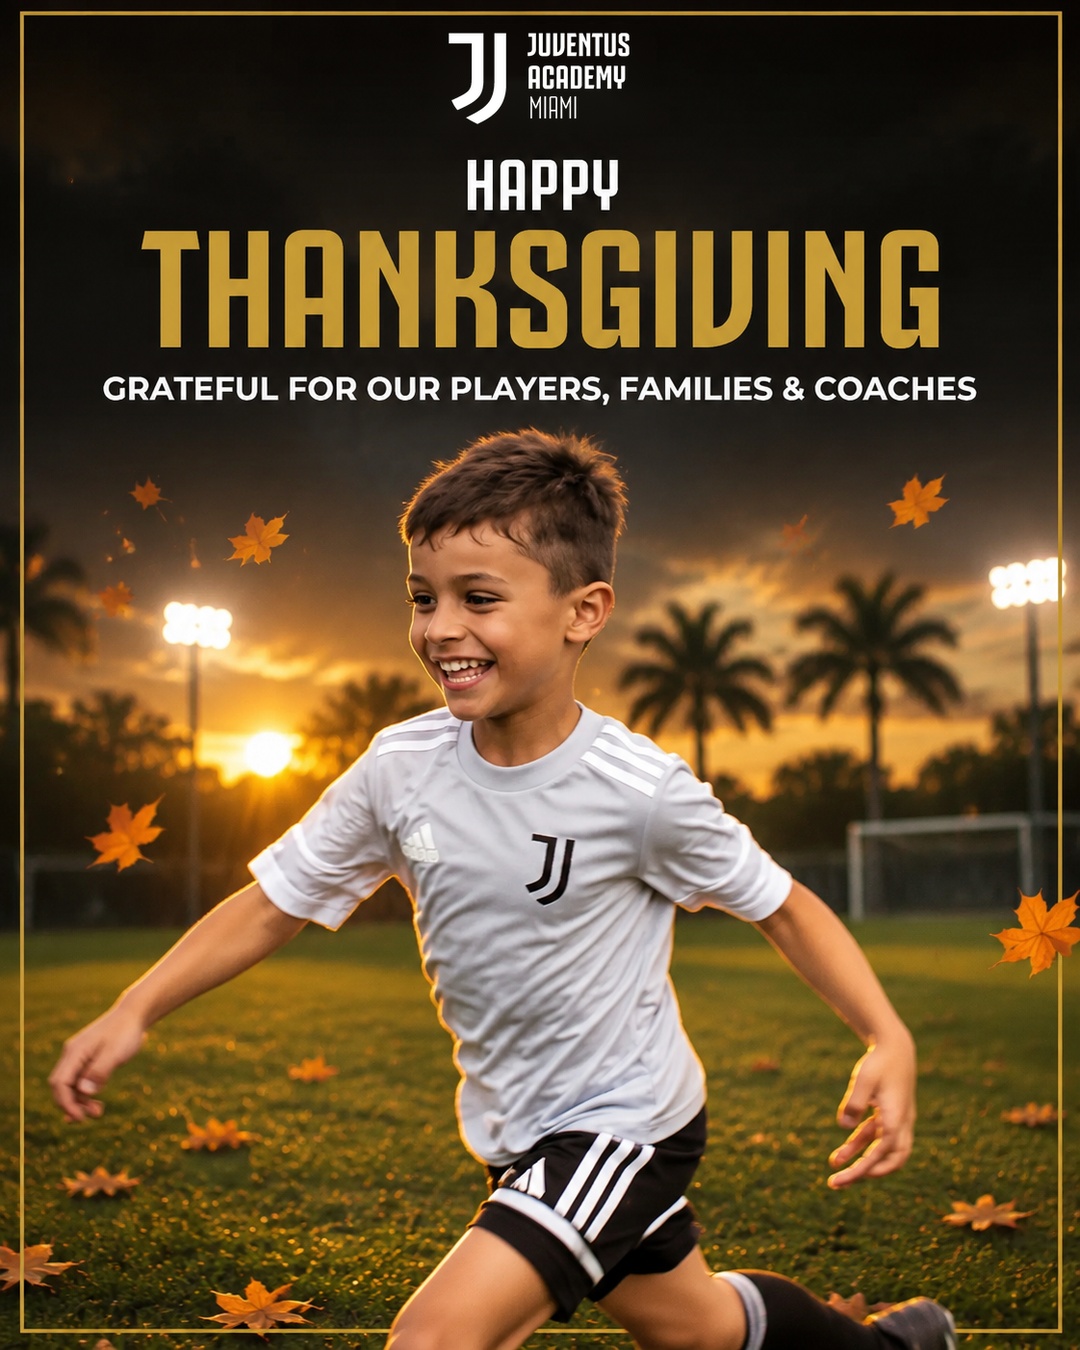 JUVENTUS
ACADEMY
MIAMI
HAPPY
THANKSGIVING
GRATEFUL FOR OUR PLAYERS, FAMILIES & COACHES